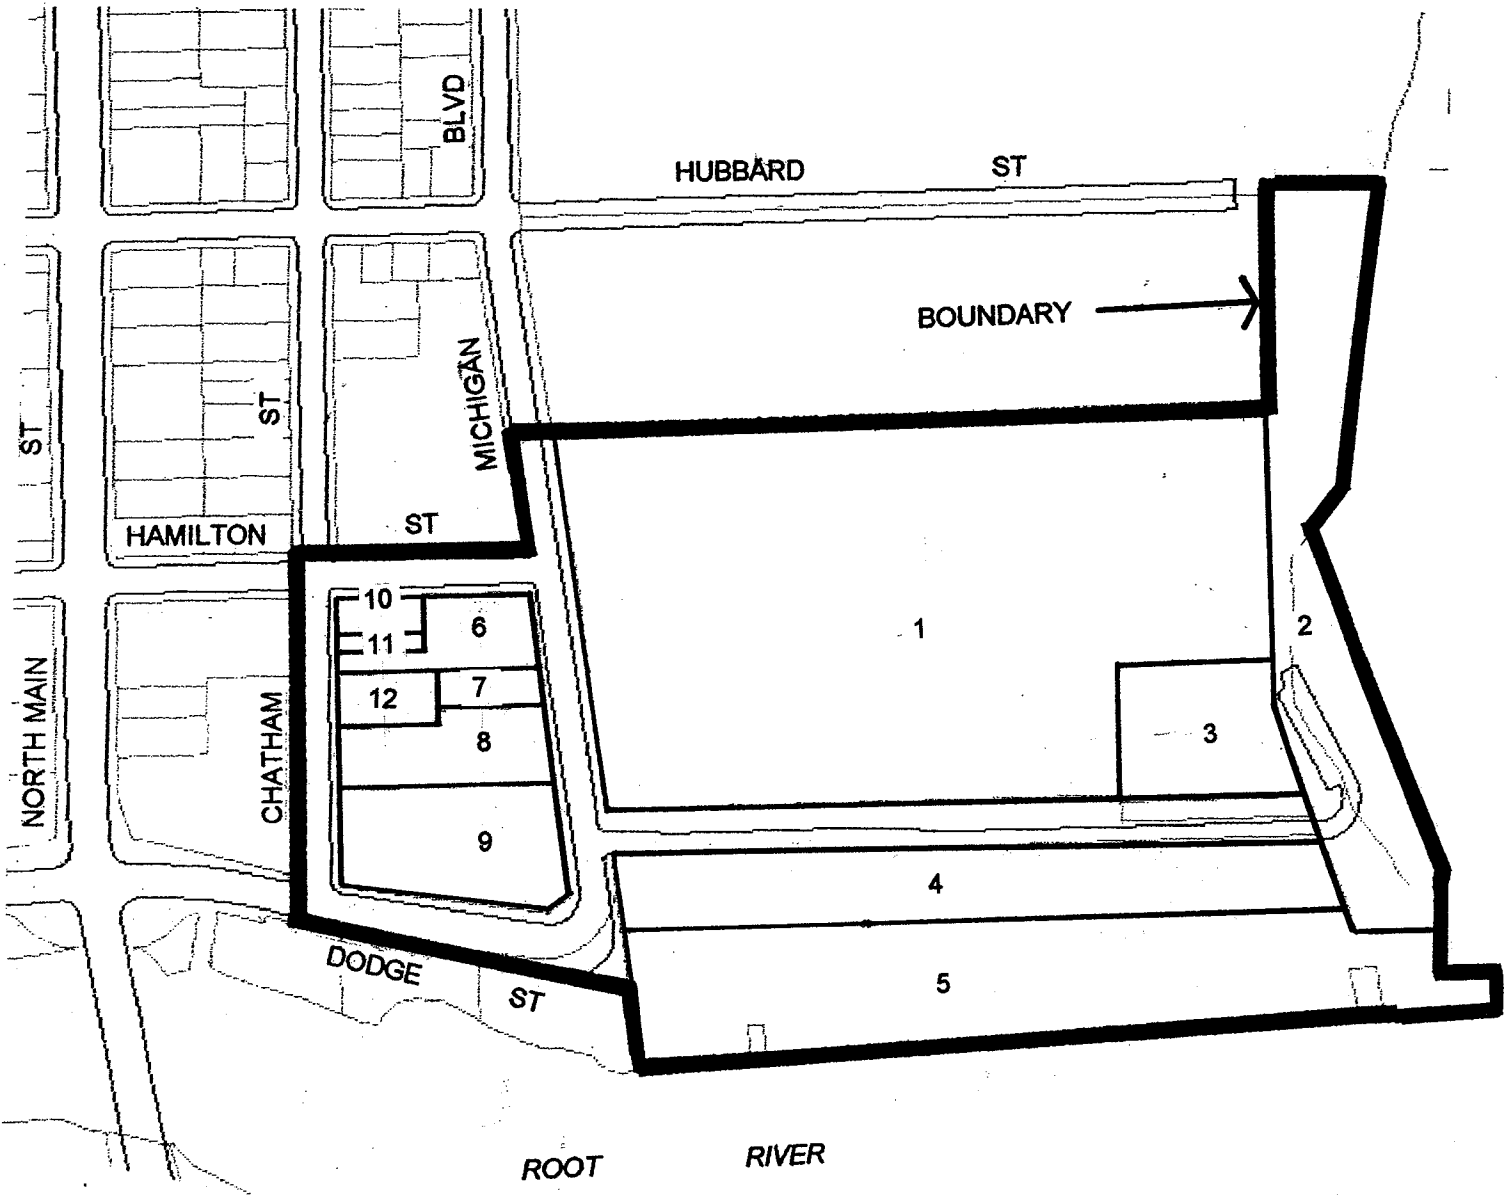 BLVD
HUBBARD ST
BOUNDARY
MICHIGAN
ST
ST
HAMILTON ST
10
6
11
1
2
12
7
3
8
NORTH MAIN
CHATHAM
9
4
DODGE ST
5
ROOT RIVER